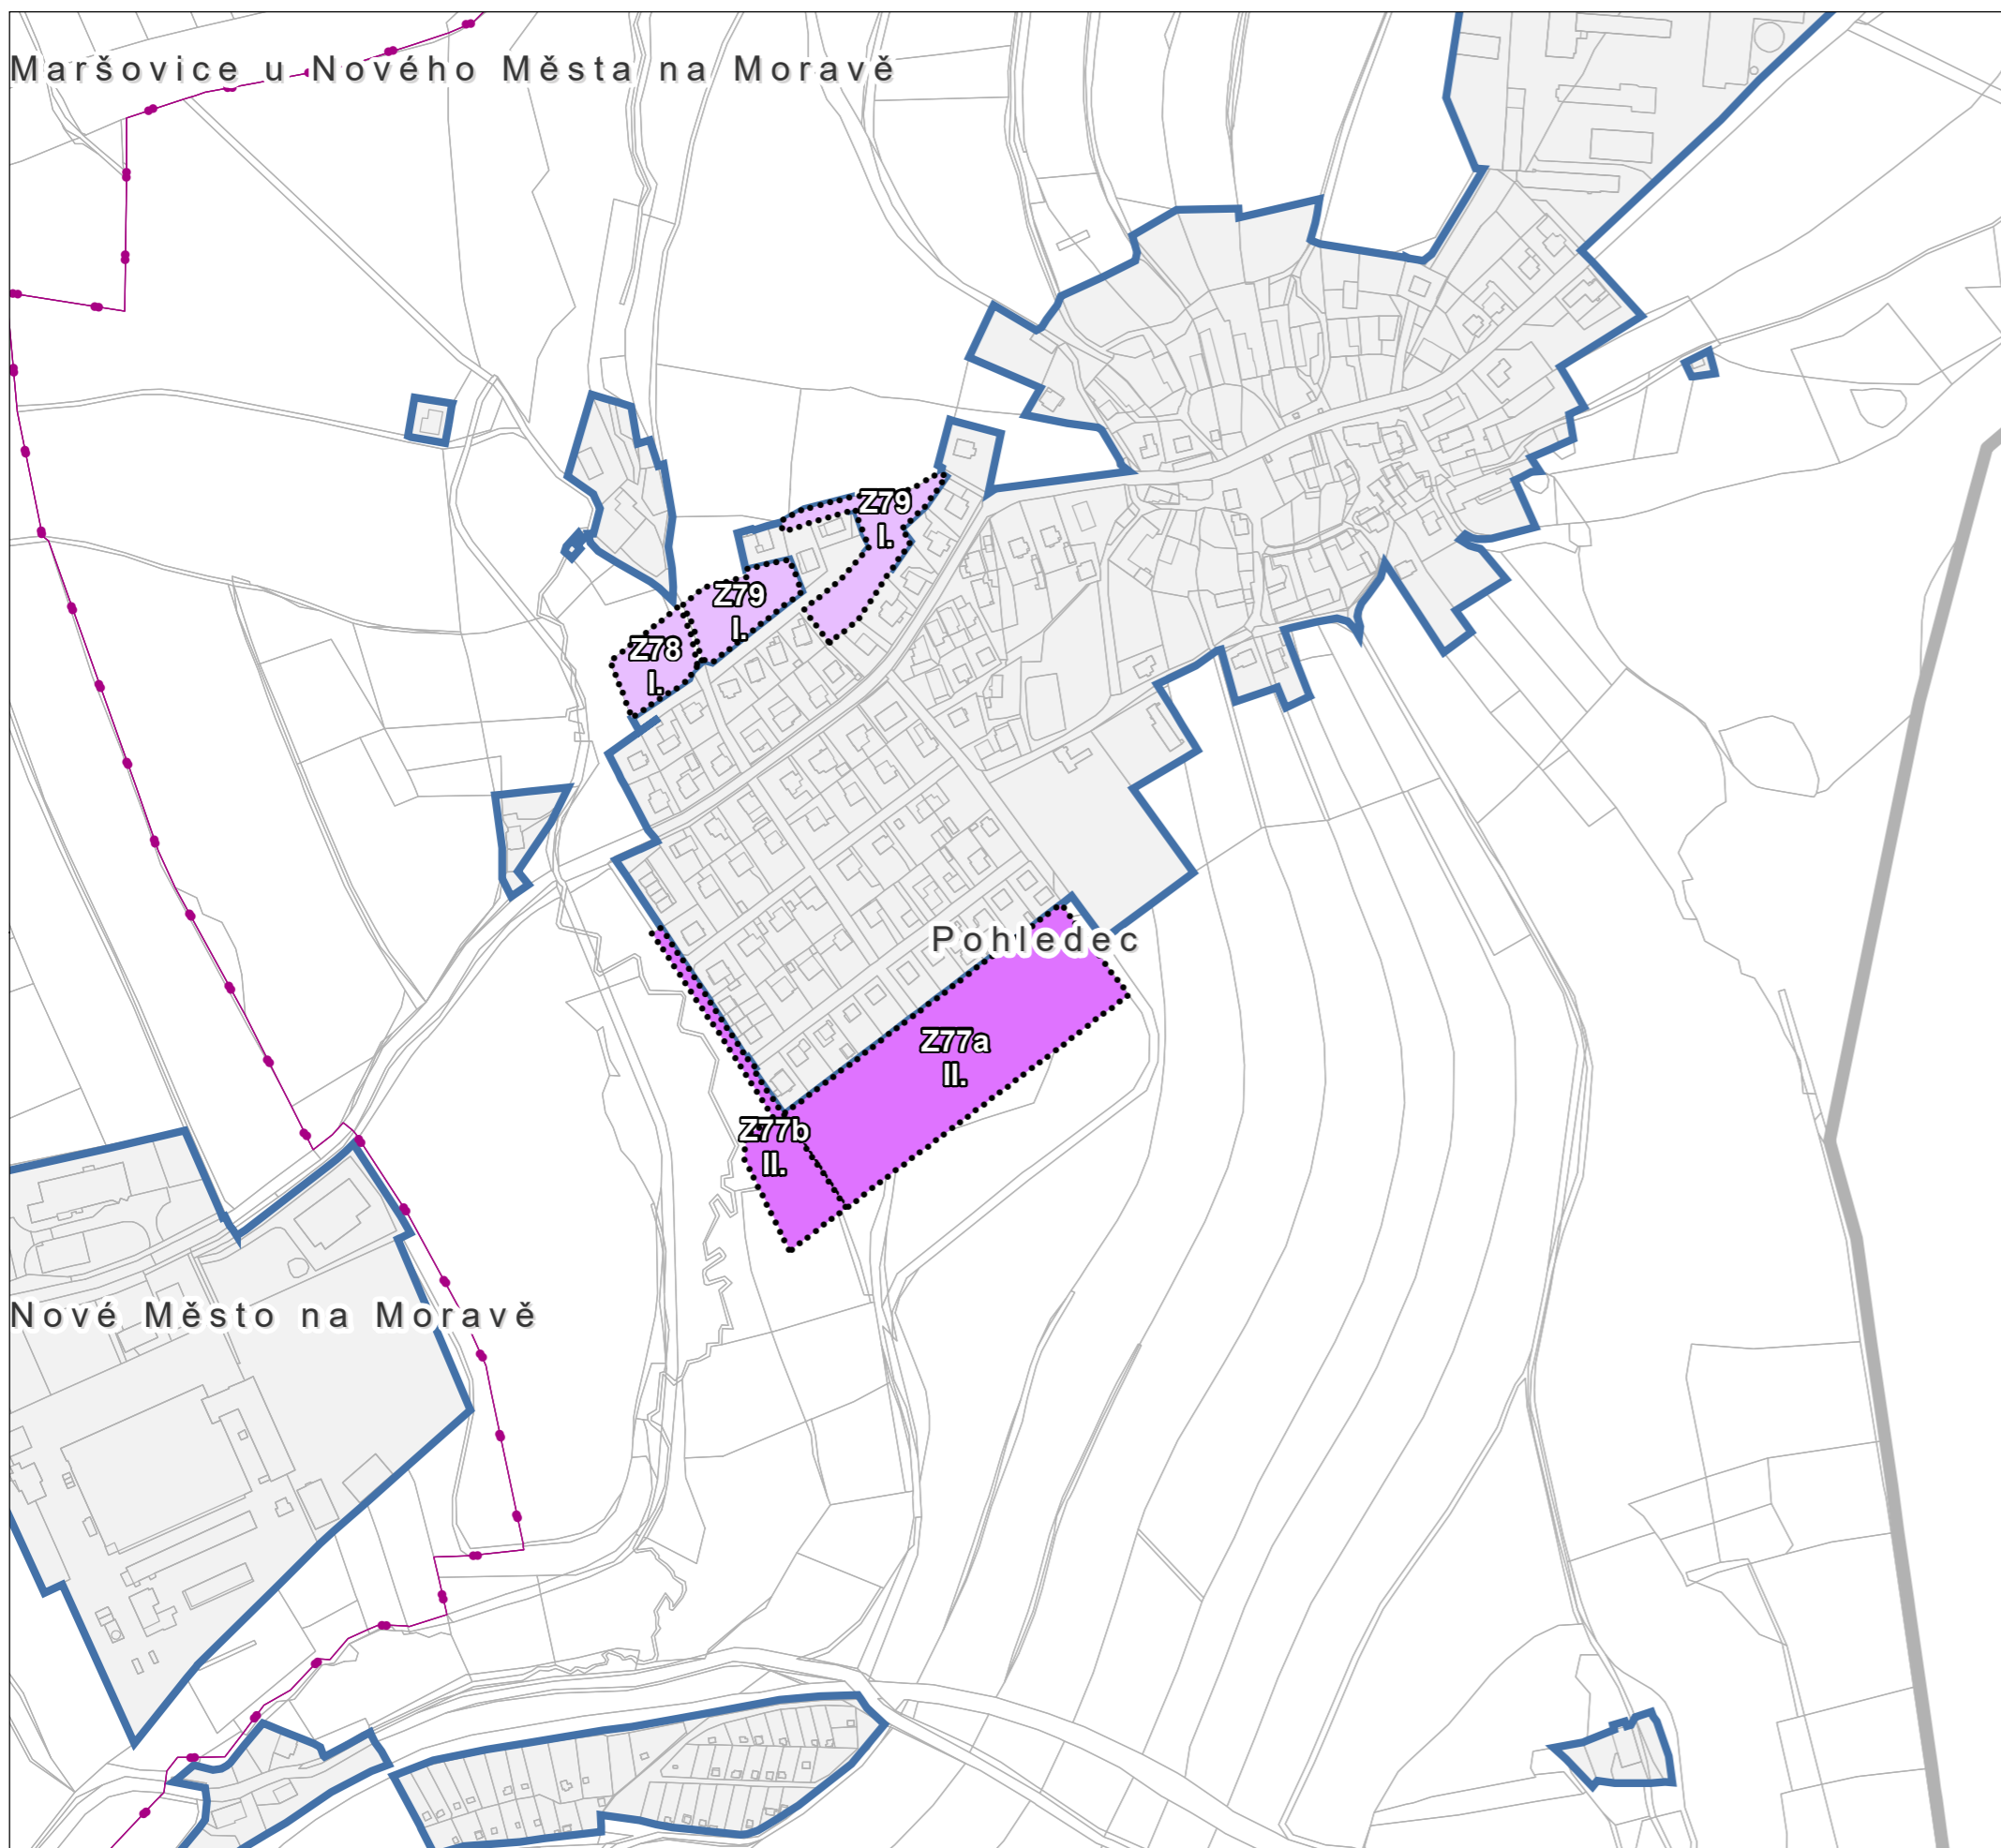 Maršovice u Nového Města na Moravě
Z79
I.
Z79
I.
Z78
I.
Pohledec
Z77a
II.
Z77b
II.
Nové Město na Moravě